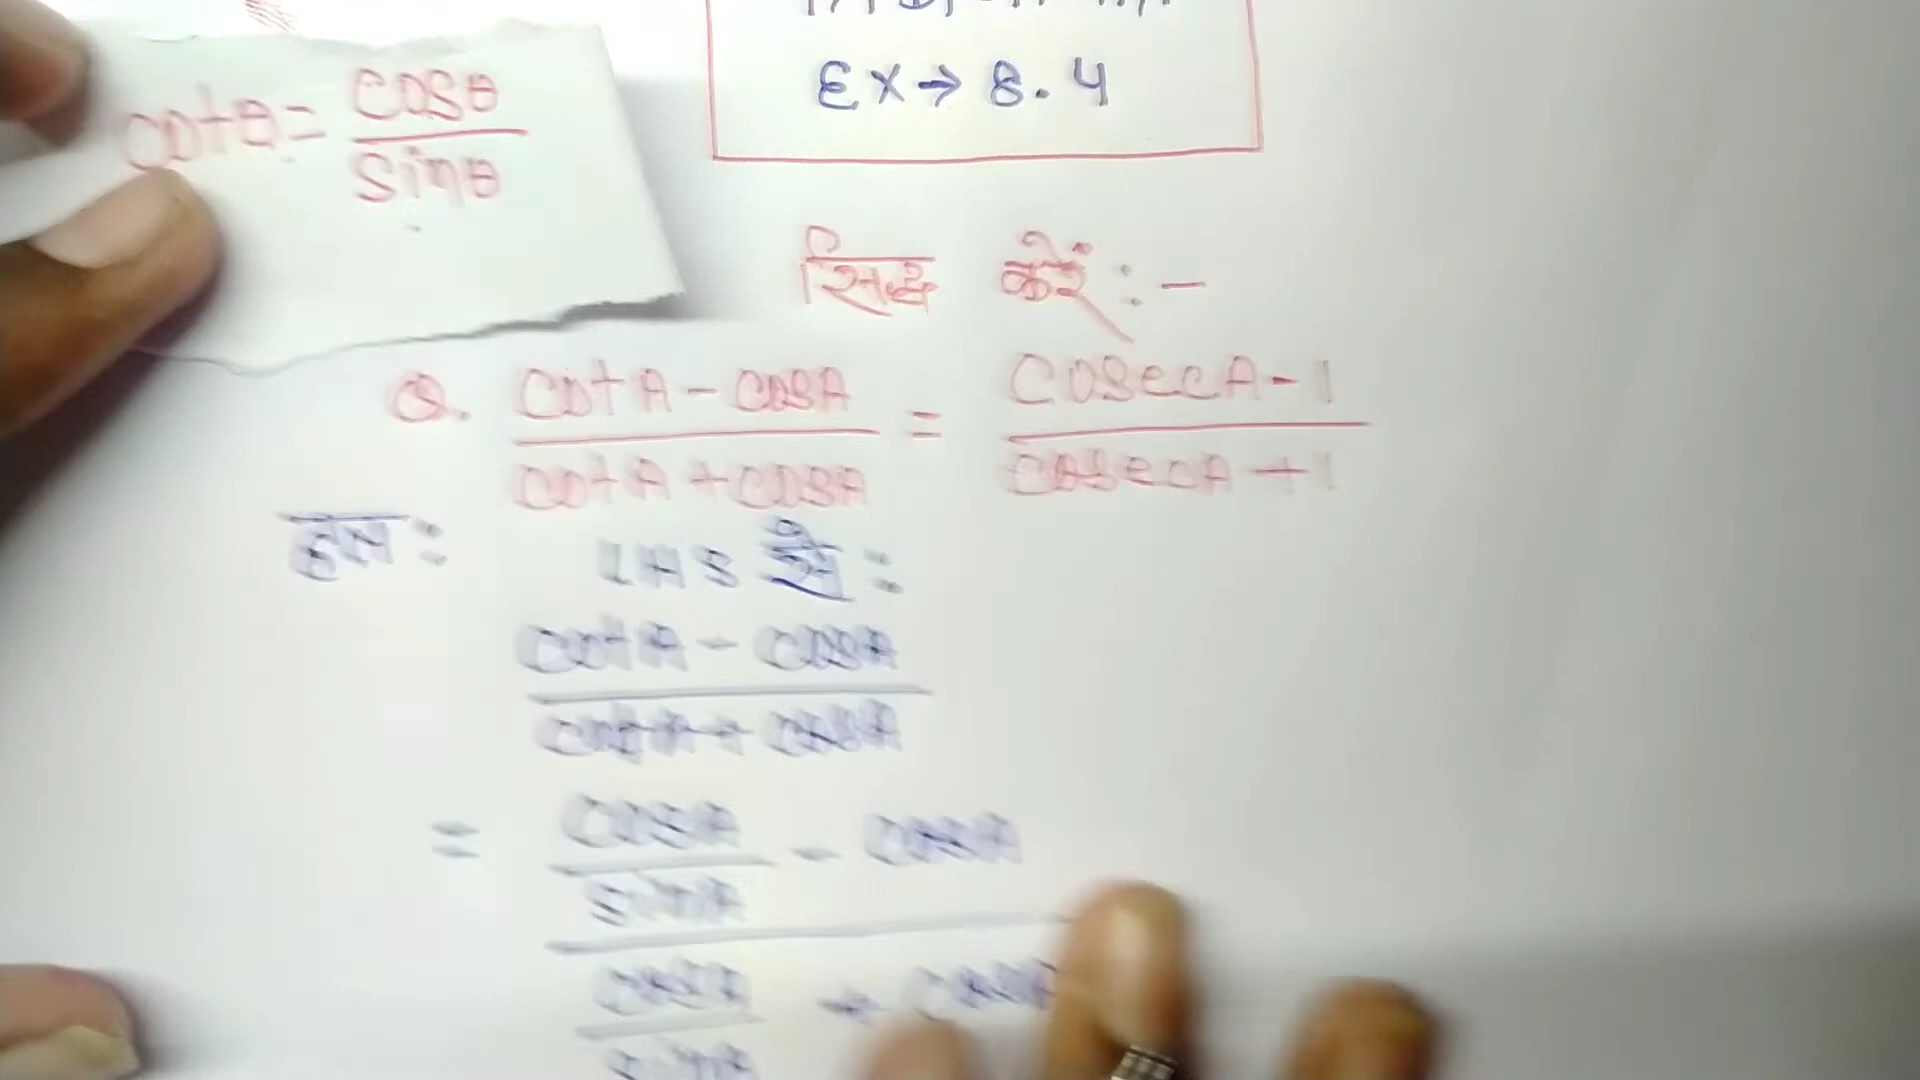 Ex→ 8.4
cotθ = cosθ
sinθ
सिद्ध करें :-
Q. cotA - cosA = cosecA - 1
cotA + cosA cosecA + 1
हल : LHS से :
cotA - cosA
cotA + cosA
= cosA - cosA
sinA
cosA + cosA
sinA